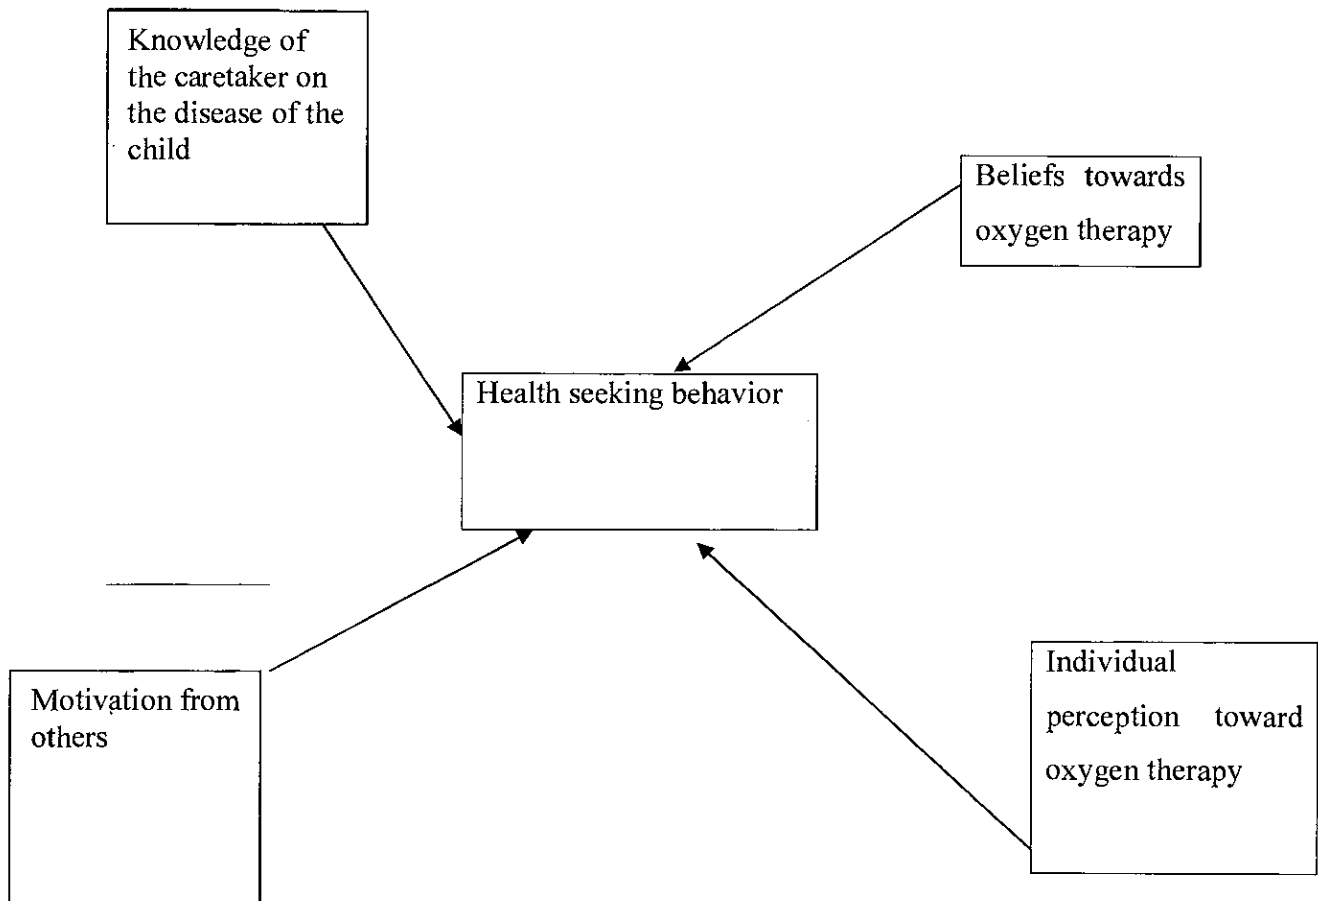 Knowledge of
the caretaker on
the disease of the
child
Beliefs towards
oxygen therapy
Health seeking behavior
Motivation from
others
Individual
perception toward
oxygen therapy